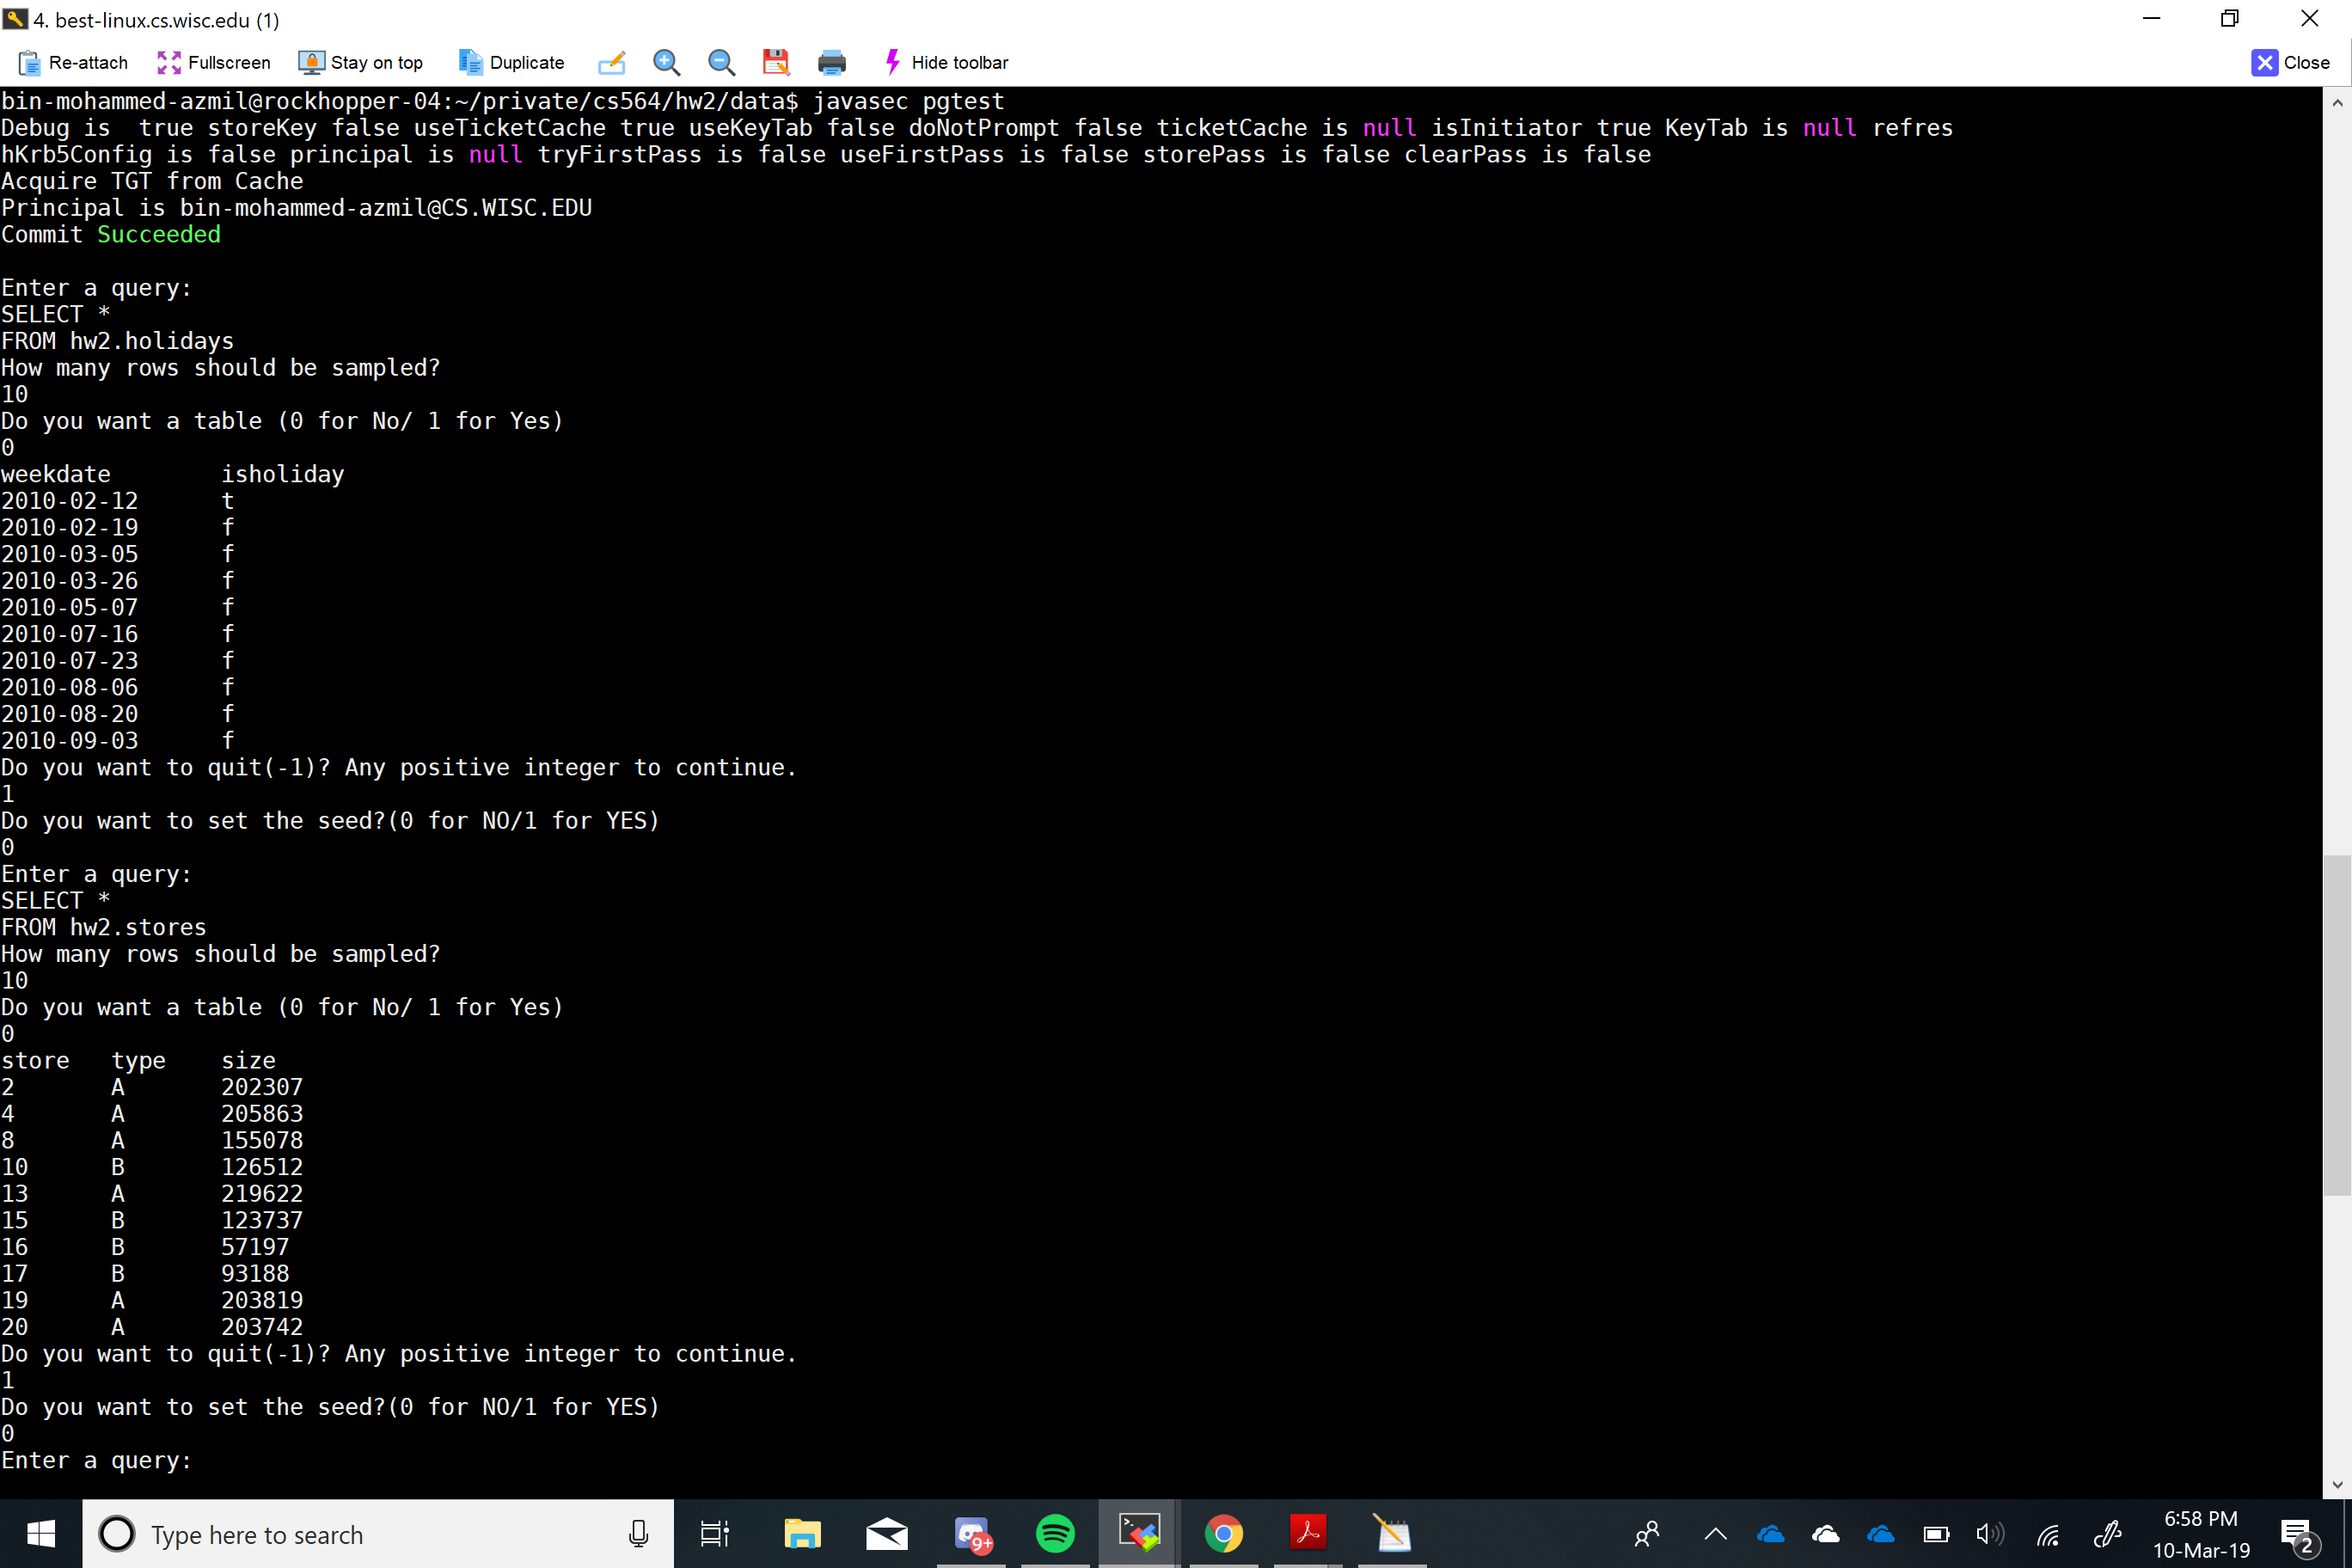 4. best-linux.cs.wisc.edu (1)
Re-attach Fullscreen Stay on top Duplicate Hide toolbar Close
bin-mohammed-azmil@rockhopper-04:~/private/cs564/hw2/data$ javasec pgtest
Debug is  true storeKey false useTicketCache true useKeyTab false doNotPrompt false ticketCache is null isInitiator true KeyTab is null refres
hKrb5Config is false principal is null tryFirstPass is false useFirstPass is false storePass is false clearPass is false
Acquire TGT from Cache
Principal is bin-mohammed-azmil@CS.WISC.EDU
Commit Succeeded
Enter a query:
SELECT *
FROM hw2.holidays
How many rows should be sampled?
10
Do you want a table (0 for No/ 1 for Yes)
0
weekdate isholiday
2010-02-12 t
2010-02-19 f
2010-03-05 f
2010-03-26 f
2010-05-07 f
2010-07-16 f
2010-07-23 f
2010-08-06 f
2010-08-20 f
2010-09-03 f
Do you want to quit(-1)? Any positive integer to continue.
1
Do you want to set the seed?(0 for NO/1 for YES)
0
Enter a query:
SELECT *
FROM hw2.stores
How many rows should be sampled?
10
Do you want a table (0 for No/ 1 for Yes)
0
store type size
2 A 202307
4 A 205863
8 A 155078
10 B 126512
13 A 219622
15 B 123737
16 B 57197
17 B 93188
19 A 203819
20 A 203742
Do you want to quit(-1)? Any positive integer to continue.
1
Do you want to set the seed?(0 for NO/1 for YES)
0
Enter a query:
Type here to search
9+
6:58 PM
10-Mar-19
2